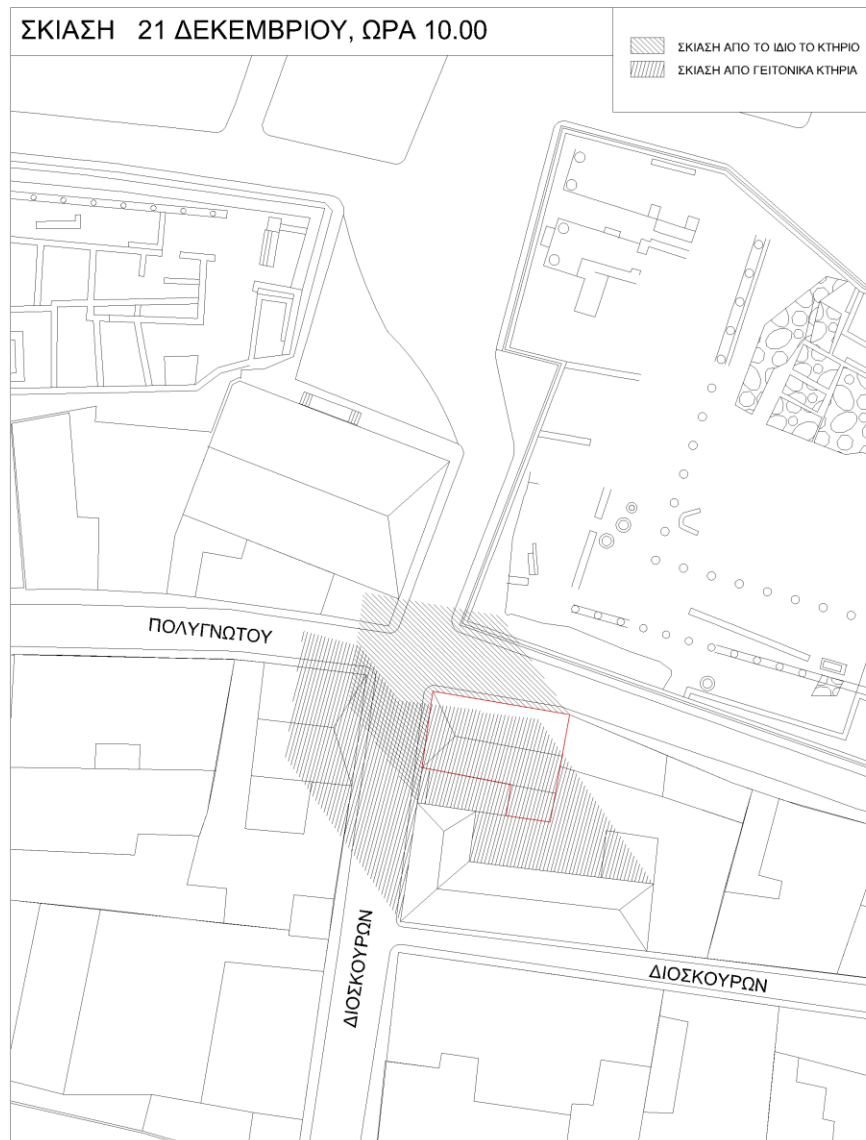 ΣΚΙΑΣΗ 21 ΔΕΚΕΜΒΡΙΟΥ, ΩΡΑ 10.00
ΣΚΙΑΣΗ ΑΠΟ ΤΟ ΙΔΙΟ ΤΟ ΚΤΗΡΙΟ
ΣΚΙΑΣΗ ΑΠΟ ΓΕΙΤΟΝΙΚΑ ΚΤΗΡΙΑ
ΠΟΛΥΓΝΩΤΟΥ
ΔΙΟΣΚΟΥΡΩΝ
ΔΙΟΣΚΟΥΡΩΝ